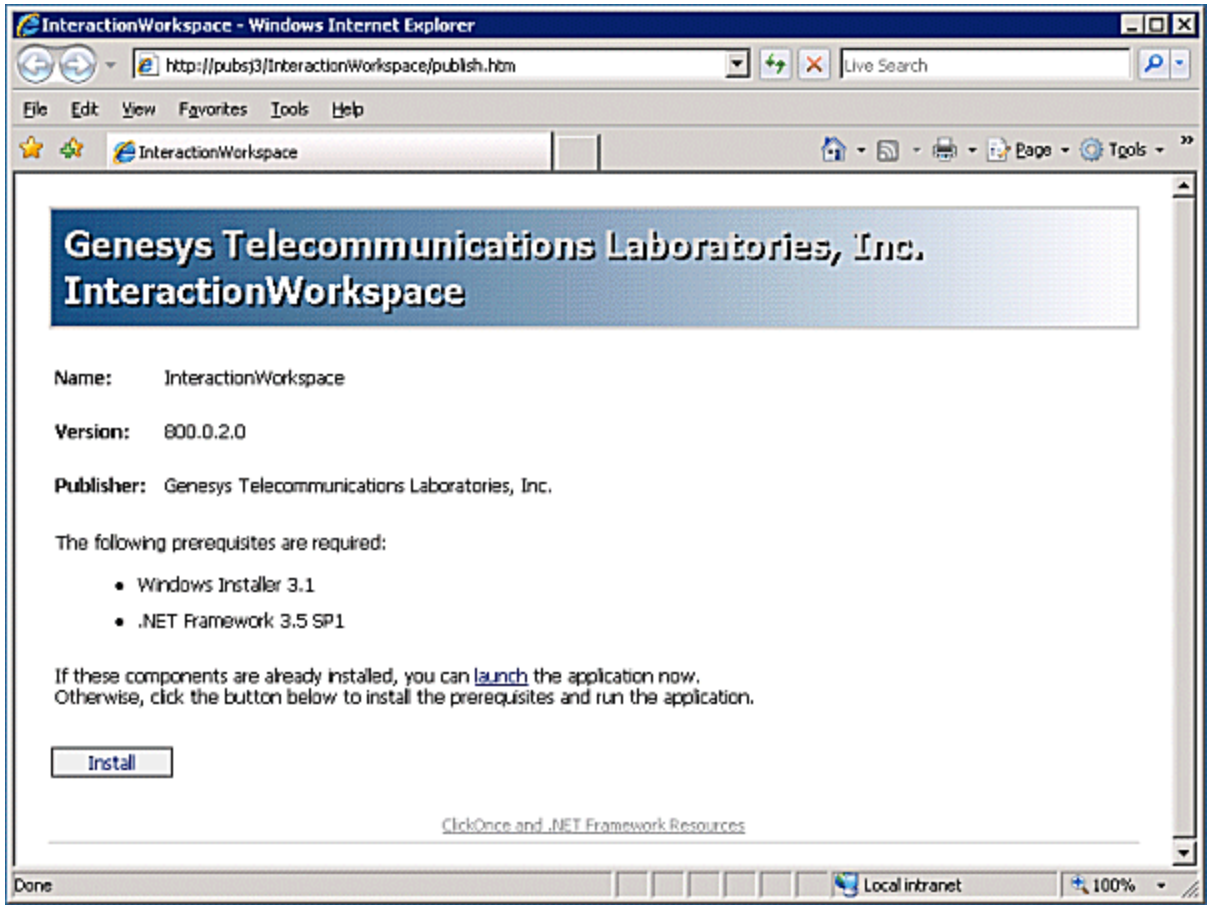 InteractionWorkspace - Windows Internet Explorer
http://pubsj3/InteractionWorkspace/publish.htm
Live Search
File Edit View Favorites Tools Help
InteractionWorkspace
Page Tools »
Genesys Telecommunications Laboratories, Inc.
InteractionWorkspace
Name: InteractionWorkspace
Version: 800.0.2.0
Publisher: Genesys Telecommunications Laboratories, Inc.
The following prerequisites are required:
• Windows Installer 3.1
• .NET Framework 3.5 SP1
If these components are already installed, you can launch the application now.
Otherwise, click the button below to install the prerequisites and run the application.
Install
ClickOnce and .NET Framework Resources
Done Local intranet 100%